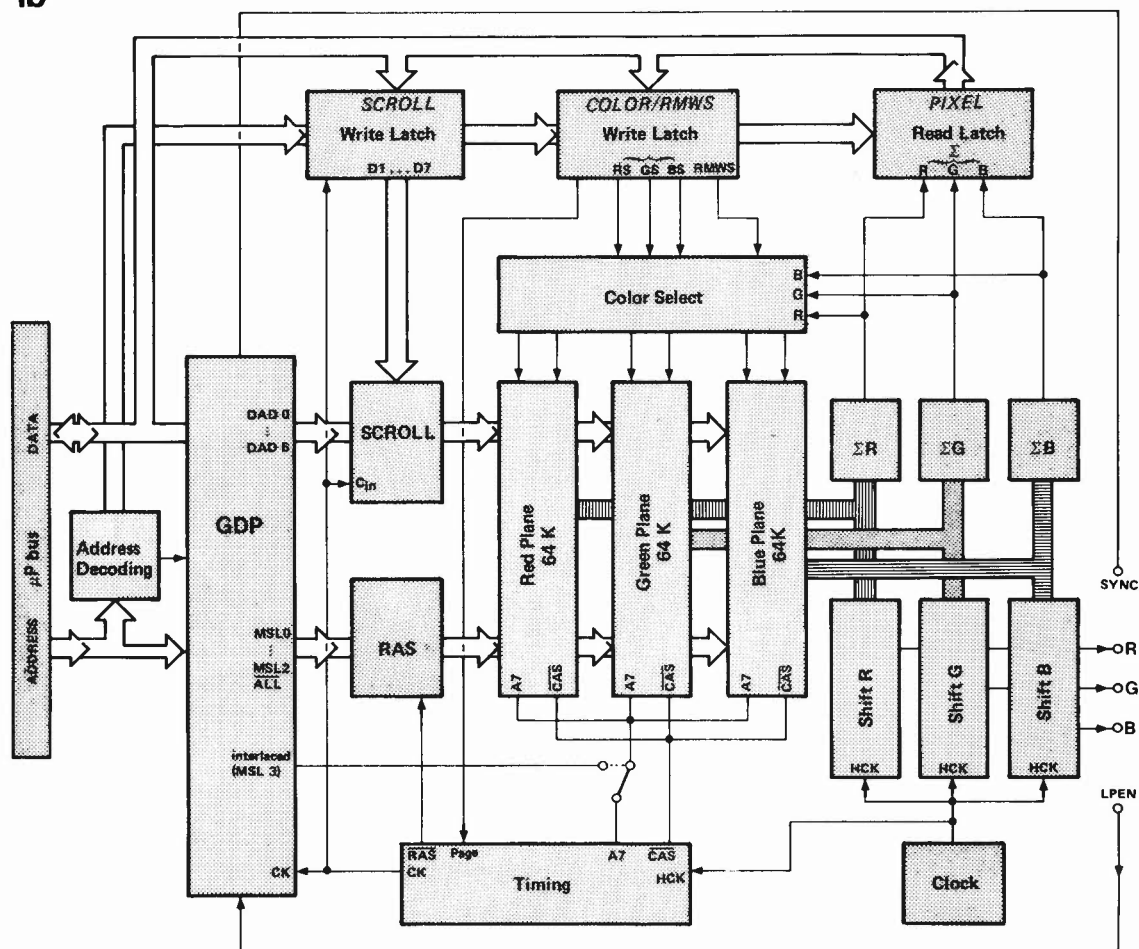 1b
SCROLL
Write Latch
D1 . . . D7
COLOR/RMWS
Write Latch
RS GS BS RMWS
PIXEL
Read Latch
Σ
R G B
Color Select
B
G
R
DATA
μP bus
ADDRESS
Address
Decoding
GDP
DAD 0
DAD 6
MSL0
MSL2
ALL
interlaced
(MSL 3)
CK
SCROLL
Cin
RAS
Red Plane
64 K
A7 CAS
Green Plane
64 K
A7 CAS
Blue Plane
64K
A7 CAS
ΣR
ΣG
ΣB
Shift R
HCK
Shift G
HCK
Shift B
HCK
SYNC
R
G
B
LPEN
RAS Page A7 CAS
CK HCK
Timing
Clock